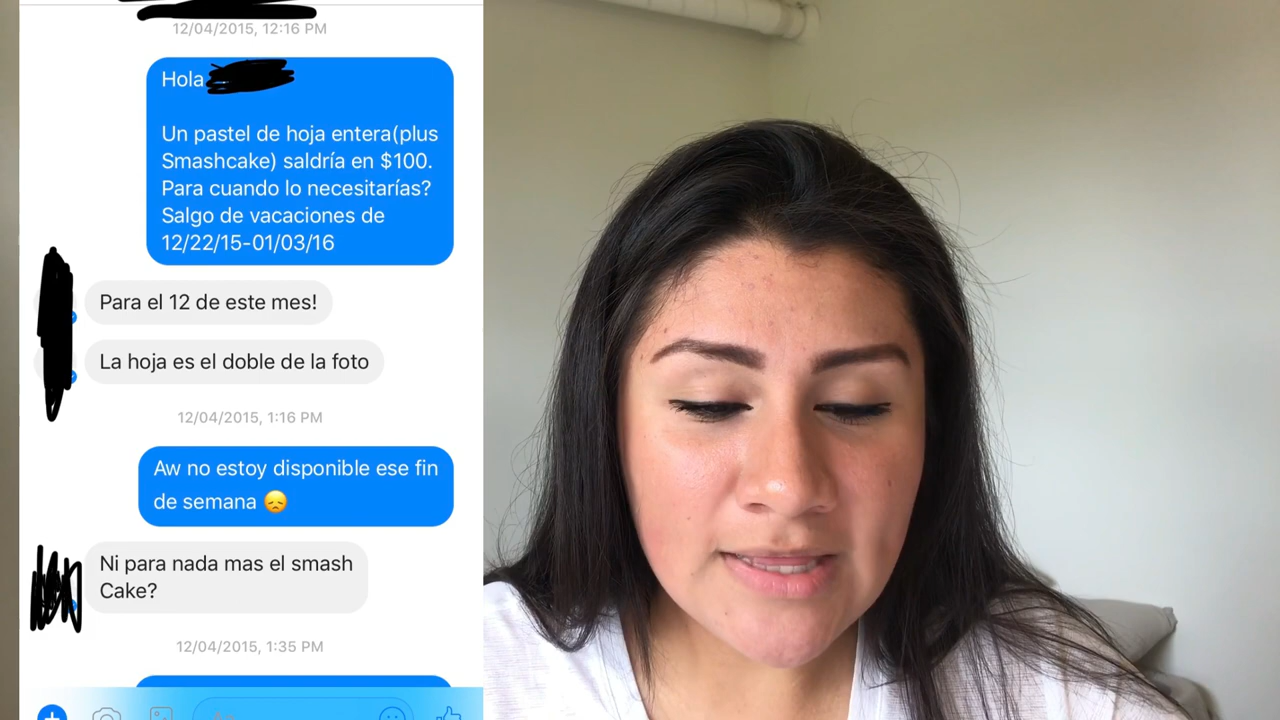 12/04/2015, 12:16 PM
Hola
Un pastel de hoja entera(plus
Smashcake) saldría en $100.
Para cuando lo necesitarías?
Salgo de vacaciones de
12/22/15-01/03/16
Para el 12 de este mes!
La hoja es el doble de la foto
12/04/2015, 1:16 PM
Aw no estoy disponible ese fin
de semana 😞
Ni para nada mas el smash
Cake?
12/04/2015, 1:35 PM